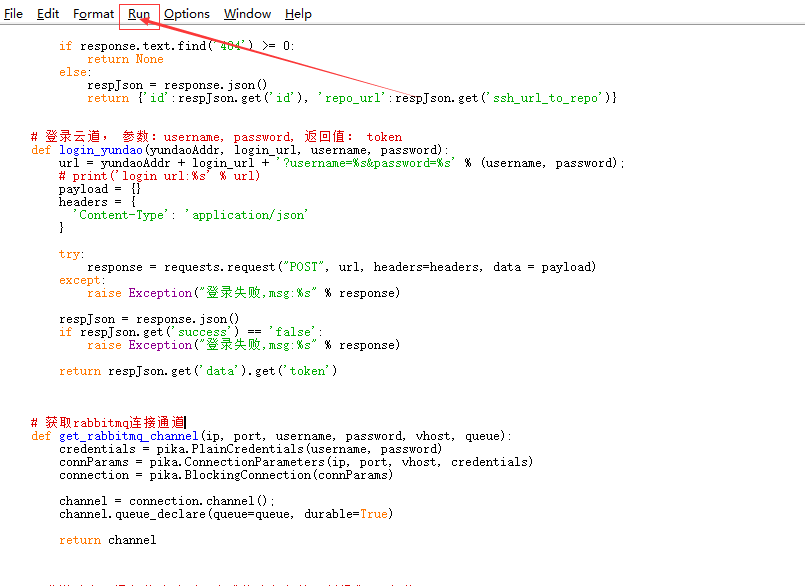 File Edit Format Run Options Window Help
if response.text.find('404') >= 0:
return None
else:
respJson = response.json()
return {'id':respJson.get('id'), 'repo_url':respJson.get('ssh_url_to_repo')}
# 登录云道， 参数：username, password, 返回值： token
def login_yundao(yundaoAddr, login_url, username, password):
url = yundaoAddr + login_url + '?username=%s&password=%s' % (username, password);
# print('login url:%s' % url)
payload = {}
headers = {
'Content-Type': 'application/json'
}
try:
response = requests.request("POST", url, headers=headers, data = payload)
except:
raise Exception("登录失败,msg:%s" % response)
respJson = response.json()
if respJson.get('success') == 'false':
raise Exception("登录失败,msg:%s" % response)
return respJson.get('data').get('token')
# 获取rabbitmq连接通道
def get_rabbitmq_channel(ip, port, username, password, vhost, queue):
credentials = pika.PlainCredentials(username, password)
connParams = pika.ConnectionParameters(ip, port, vhost, credentials)
connection = pika.BlockingConnection(connParams)
channel = connection.channel();
channel.queue_declare(queue=queue, durable=True)
return channel